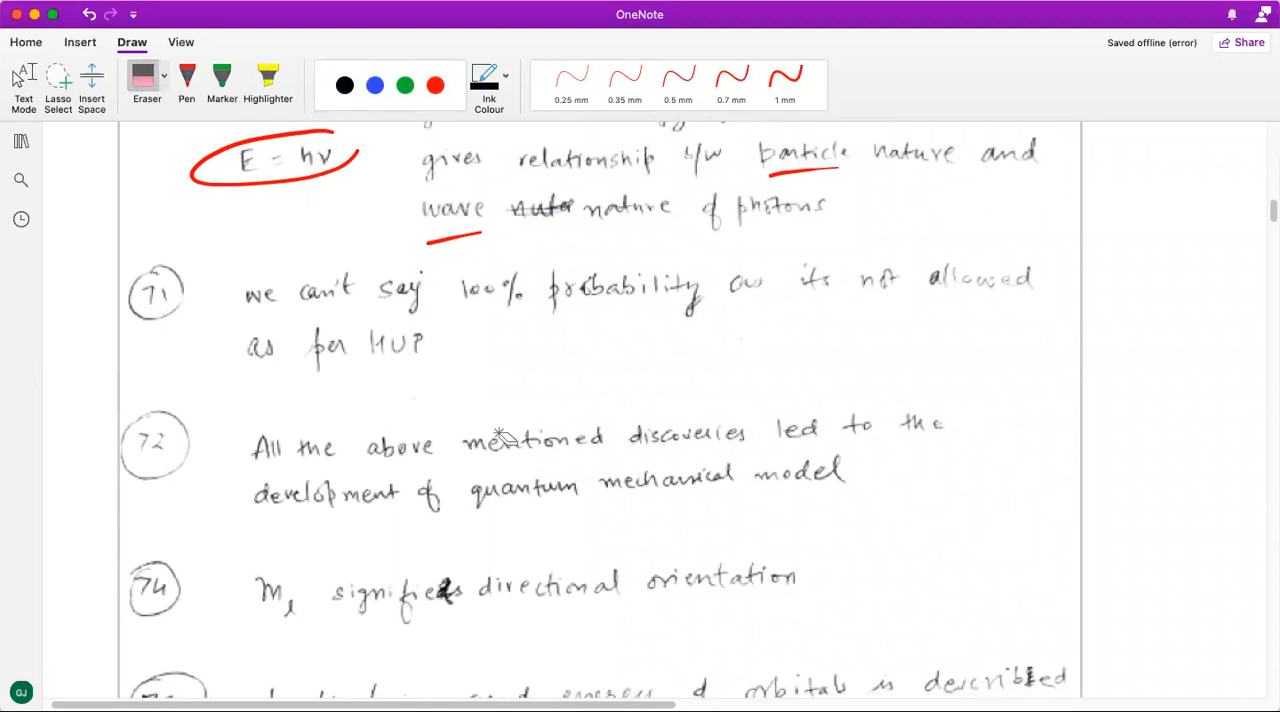 OneNote
Home Insert Draw View
Saved offline (error) Share
Text Mode Lasso Select Insert Space Eraser Pen Marker Highlighter Ink Colour 0.25 mm 0.35 mm 0.5 mm 0.7 mm 1 mm
E = hν gives relationship b/w particle nature and
wave nature of photons
71 we can't say 100% probability as its not allowed
as per HUP
72 All the above mentioned discoveries led to the
development of quantum mechanical model
74 m l signifies directional orientation
and energy of orbitals is described
GJ